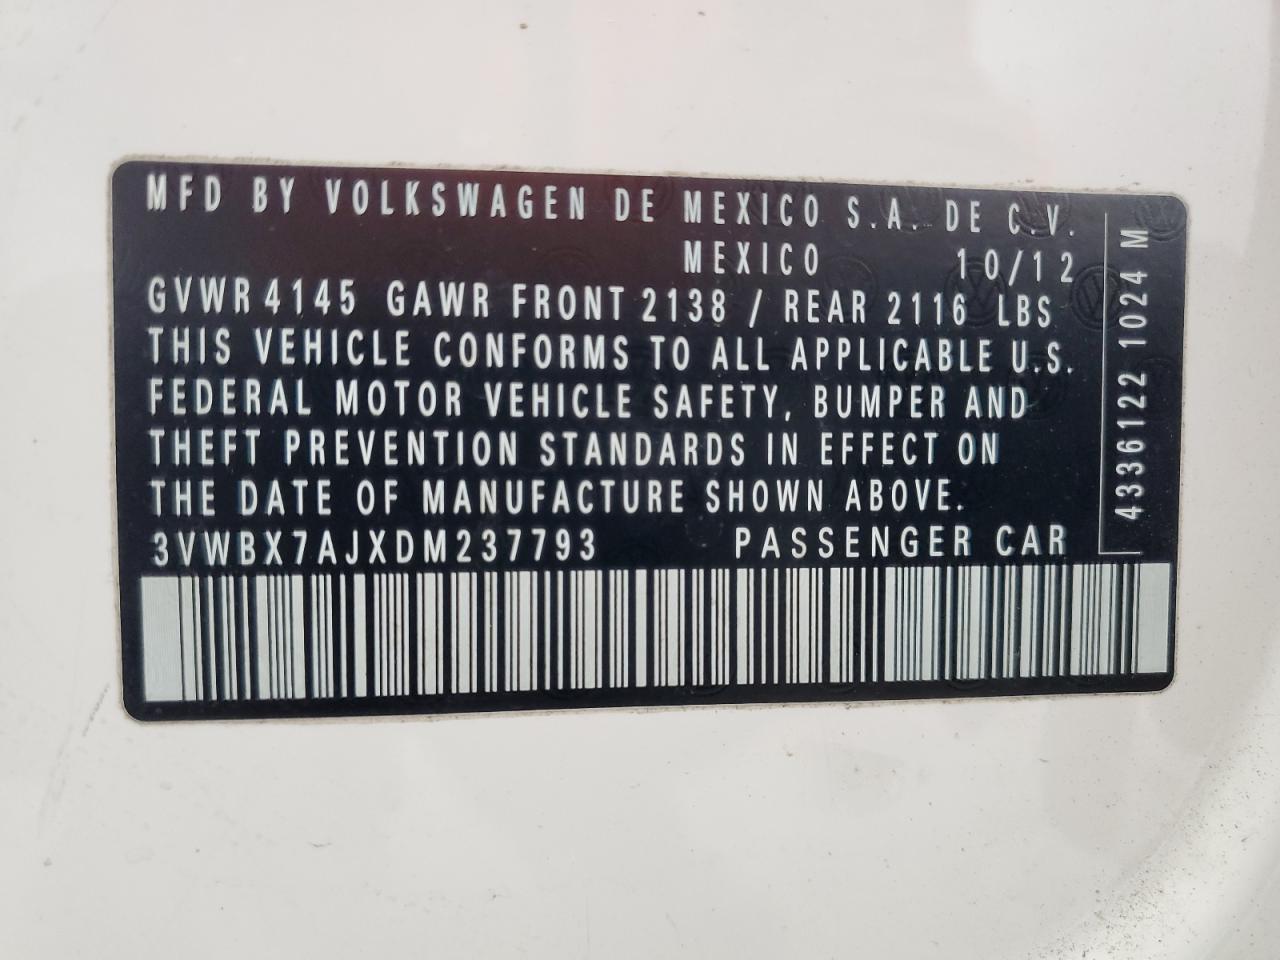 MFD BY VOLKSWAGEN DE MEXICO S.A. DE C.V.
MEXICO 10/12
GVWR 4145 GAWR FRONT 2138 / REAR 2116 LBS
THIS VEHICLE CONFORMS TO ALL APPLICABLE U.S.
FEDERAL MOTOR VEHICLE SAFETY, BUMPER AND
THEFT PREVENTION STANDARDS IN EFFECT ON
THE DATE OF MANUFACTURE SHOWN ABOVE.
3VWBX7AJXDM237793 PASSENGER CAR
4336122 1024 M